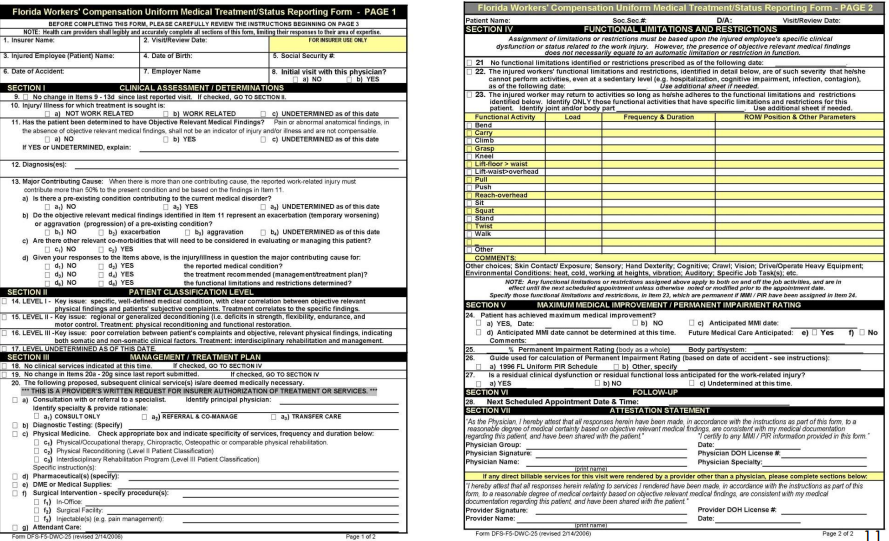 Florida Workers' Compensation Uniform Medical Treatment/Status Reporting Form - PAGE 1
BEFORE COMPLETING THIS FORM, PLEASE CAREFULLY REVIEW THE INSTRUCTIONS BEGINNING ON PAGE 3
NOTE: Health care providers shall legibly and accurately complete all sections of this form, limiting their responses to their area of expertise.
1. Insurer Name: 2. Visit/Review Date: FOR INSURER USE ONLY
3. Injured Employee (Patient) Name: 4. Date of Birth: 5. Social Security #:
6. Date of Accident: 7. Employer Name 8. Initial visit with this physician?
a) NO b) YES
SECTION I CLINICAL ASSESSMENT / DETERMINATIONS
9. No change in Items 9 - 13d since last reported visit. If checked, GO TO SECTION II.
10. Injury/ Illness for which treatment is sought is:
a) NOT WORK RELATED b) WORK RELATED c) UNDETERMINED as of this date
11. Has the patient been determined to have Objective Relevant Medical Findings? Pain or abnormal anatomical findings, in
the absence of objective relevant medical findings, shall not be an indicator of injury and/or illness and are not compensable.
a) NO b) YES c) UNDETERMINED as of this date
If YES or UNDETERMINED, explain:
12. Diagnosis(es):
13. Major Contributing Cause: When there is more than one contributing cause, the reported work-related injury must
contribute more than 50% to the present condition and be based on the findings in Item 11.
a) Is there a pre-existing condition contributing to the current medical disorder?
a1) NO a2) YES a3) UNDETERMINED as of this date
b) Do the objective relevant medical findings identified in Item 11 represent an exacerbation (temporary worsening)
or aggravation (progression) of a pre-existing condition?
b1) NO b2) exacerbation b3) aggravation b4) UNDETERMINED as of this date
c) Are there other relevant co-morbidities that will need to be considered in evaluating or managing this patient?
c1) NO c2) YES
d) Given your responses to the Items above, is the injury/illness in question the major contributing cause for:
d1) NO d2) YES the reported medical condition?
d3) NO d4) YES the treatment recommended (management/treatment plan)?
d5) NO d6) YES the functional limitations and restrictions determined?
SECTION II PATIENT CLASSIFICATION LEVEL
14. LEVEL I - Key issue: specific, well-defined medical condition, with clear correlation between objective relevant
physical findings and patients' subjective complaints. Treatment correlates to the specific findings.
15. LEVEL II - Key issue: regional or generalized deconditioning (i.e. deficits in strength, flexibility, endurance, and
motor control. Treatment: physical reconditioning and functional restoration.
16. LEVEL III -Key issue: poor correlation between patient's complaints and objective, relevant physical findings, indicating
both somatic and non-somatic clinical factors. Treatment: interdisciplinary rehabilitation and management.
17. LEVEL UNDETERMINED AS OF THIS DATE.
SECTION III MANAGEMENT / TREATMENT PLAN
18. No clinical services indicated at this time. If checked, GO TO SECTION IV
19. No change in Items 20a - 20g since last report submitted. If checked, GO TO SECTION IV
20. The following proposed, subsequent clinical service(s) is/are deemed medically necessary.
*** THIS IS A PROVIDER'S WRITTEN REQUEST FOR INSURER AUTHORIZATION OF TREATMENT OR SERVICES. ***
a) Consultation with or referral to a specialist. Identify principal physician:
Identify specialty & provide rationale:
a1) CONSULT ONLY a2) REFERRAL & CO-MANAGE a3) TRANSFER CARE
b) Diagnostic Testing: (Specify)
c) Physical Medicine. Check appropriate box and indicate specificity of services, frequency and duration below:
c1) Physical/Occupational therapy, Chiropractic, Osteopathic or comparable physical rehabilitation.
c2) Physical Reconditioning (Level II Patient Classification)
c3) Interdisciplinary Rehabilitation Program (Level III Patient Classification)
Specific instruction(s):
d) Pharmaceutical(s) (specify):
e) DME or Medical Supplies:
f) Surgical Intervention - specify procedure(s):
f1) In-Office:
f2) Surgical Facility:
f3) Injectable(s) (e.g. pain management):
g) Attendant Care:
Form DFS-F5-DWC-25 (revised 2/14/2006) Page 1 of 2
Florida Workers' Compensation Uniform Medical Treatment/Status Reporting Form - PAGE 2
Patient Name: Soc.Sec.#: D/A: Visit/Review Date:
SECTION IV FUNCTIONAL LIMITATIONS AND RESTRICTIONS
Assignment of limitations or restrictions must be based upon the injured employee's specific clinical
dysfunction or status related to the work injury. However, the presence of objective relevant medical findings
does not necessarily equate to an automatic limitation or restriction in function.
21 No functional limitations identified or restrictions prescribed as of the following date:
22. The injured workers' functional limitations and restrictions, identified in detail below, are of such severity that he/she
cannot perform activities, even at a sedentary level (e.g. hospitalization, cognitive impairment, infection, contagion),
as of the following date: Use additional sheet if needed.
23. The injured worker may return to activities so long as he/she adheres to the functional limitations and restrictions
identified below. Identify ONLY those functional activities that have specific limitations and restrictions for this
patient. Identify joint and/or body part Use additional sheet if needed.
Functional Activity Load Frequency & Duration ROM/ Position & Other Parameters
Bend
Carry
Climb
Grasp
Kneel
Lift-floor > waist
Lift-waist>overhead
Pull
Push
Reach-overhead
Sit
Squat
Stand
Twist
Walk
Other
COMMENTS:
Other choices; Skin Contact/ Exposure; Sensory; Hand Dexterity; Cognitive; Crawl; Vision; Drive/Operate Heavy Equipment;
Environmental Conditions: heat, cold, working at heights, vibration; Auditory; Specific Job Task(s); etc.
NOTE: Any functional limitations or restrictions assigned above apply to both on and off the job activities, and are in
effect until the next scheduled appointment unless otherwise noted or modified prior to the appointment date.
Specify those functional limitations and restrictions, in Item 23, which are permanent if MMI / PIR have been assigned in Item 24.
SECTION V MAXIMUM MEDICAL IMPROVEMENT / PERMANENT IMPAIRMENT RATING
24. Patient has achieved maximum medical improvement?
a) YES, Date: b) NO c) Anticipated MMI date:
d) Anticipated MMI date cannot be determined at this time. Future Medical Care Anticipated: e) Yes f) No
Comments:
25. % Permanent Impairment Rating (body as a whole) Body part/system:
26. Guide used for calculation of Permanent Impairment Rating (based on date of accident - see instructions):
a) 1996 FL Uniform PIR Schedule b) Other, specify
27. Is a residual clinical dysfunction or residual functional loss anticipated for the work-related injury?
a) YES b) NO c) Undetermined at this time.
SECTION VI FOLLOW-UP
28. Next Scheduled Appointment Date & Time:
SECTION VII ATTESTATION STATEMENT
"As the Physician, I hereby attest that all responses herein have been made, in accordance with the instructions as part of this form, to a
reasonable degree of medical certainty based on objective relevant medical findings, are consistent with my medical documentation
regarding this patient, and have been shared with the patient." "I certify to any MMI / PIR information provided in this form."
Physician Group: Date:
Physician Signature: Physician DOH License #:
Physician Name: Physician Specialty:
(print name)
If any direct billable services for this visit were rendered by a provider other than a physician, please complete sections below:
"I hereby attest that all responses herein relating to services I rendered have been made, in accordance with the instructions as part of this
form, to a reasonable degree of medical certainty based on objective relevant medical findings, are consistent with my medical
documentation regarding this patient, and have been shared with the patient."
Provider Signature: Provider DOH License #:
Provider Name: Date:
(print name)
Form DFS-F5-DWC-25 (revised 2/14/2006) Page 2 of 2
11